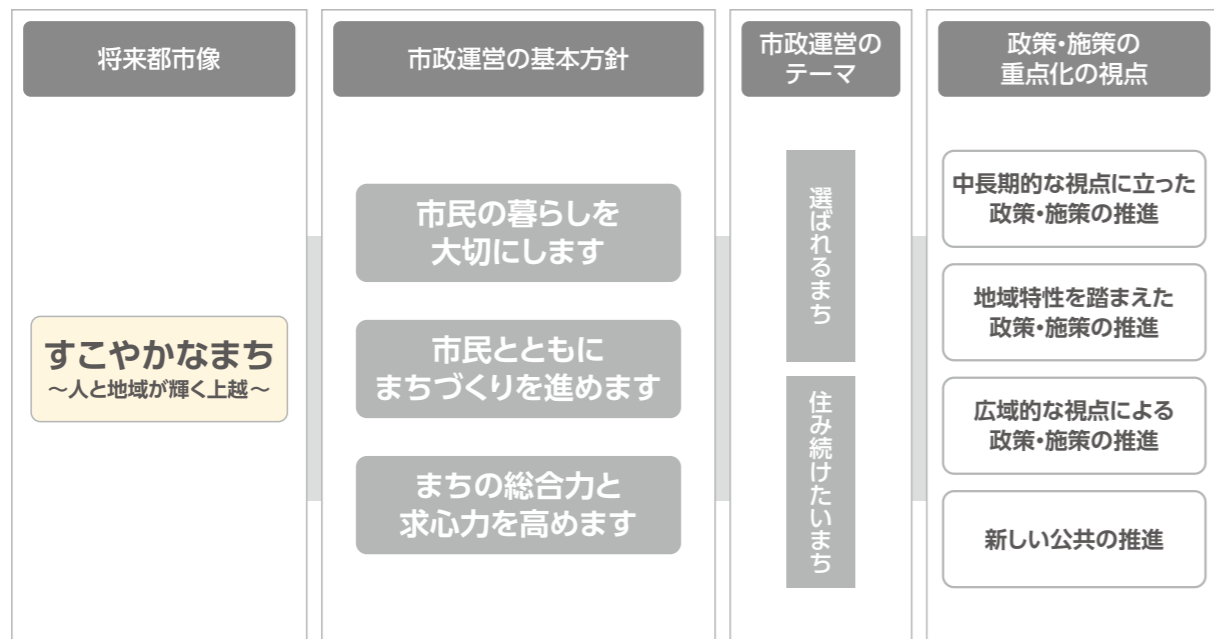 将来都市像
すこやかなまち
～人と地域が輝く上越～
市政運営の基本方針
市民の暮らしを
大切にします
市民とともに
まちづくりを進めます
まちの総合力と
求心力を高めます
市政運営の
テーマ
選ばれるまち
住み続けたいまち
政策・施策の
重点化の視点
中長期的な視点に立った
政策・施策の推進
地域特性を踏まえた
政策・施策の推進
広域的な視点による
政策・施策の推進
新しい公共の推進